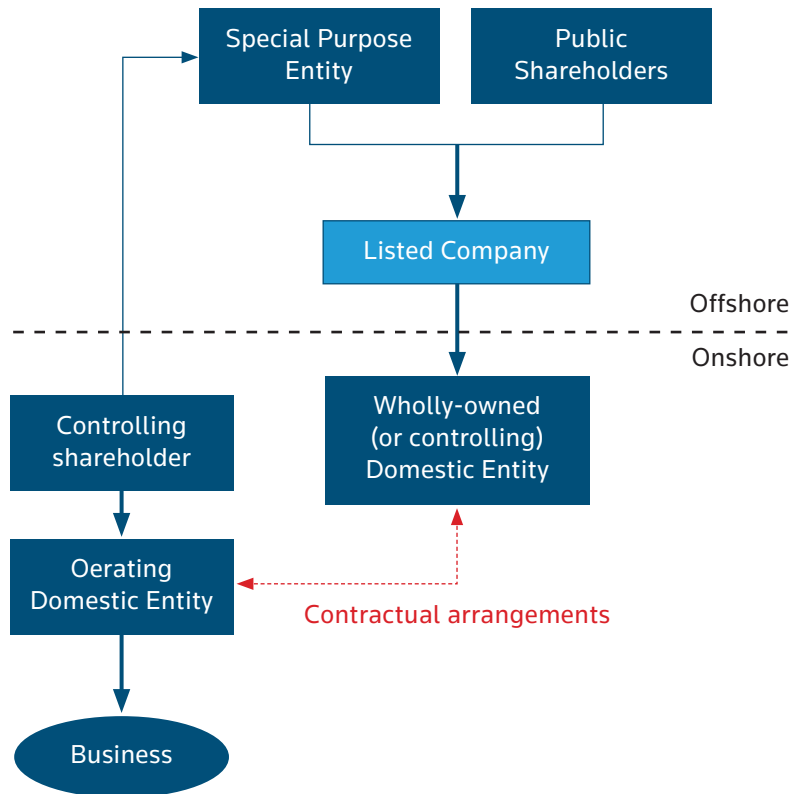 Special Purpose
Entity
Public
Shareholders
Listed Company
Offshore
Onshore
Controlling
shareholder
Wholly-owned
(or controlling)
Domestic Entity
Oerating
Domestic Entity
Contractual arrangements
Business